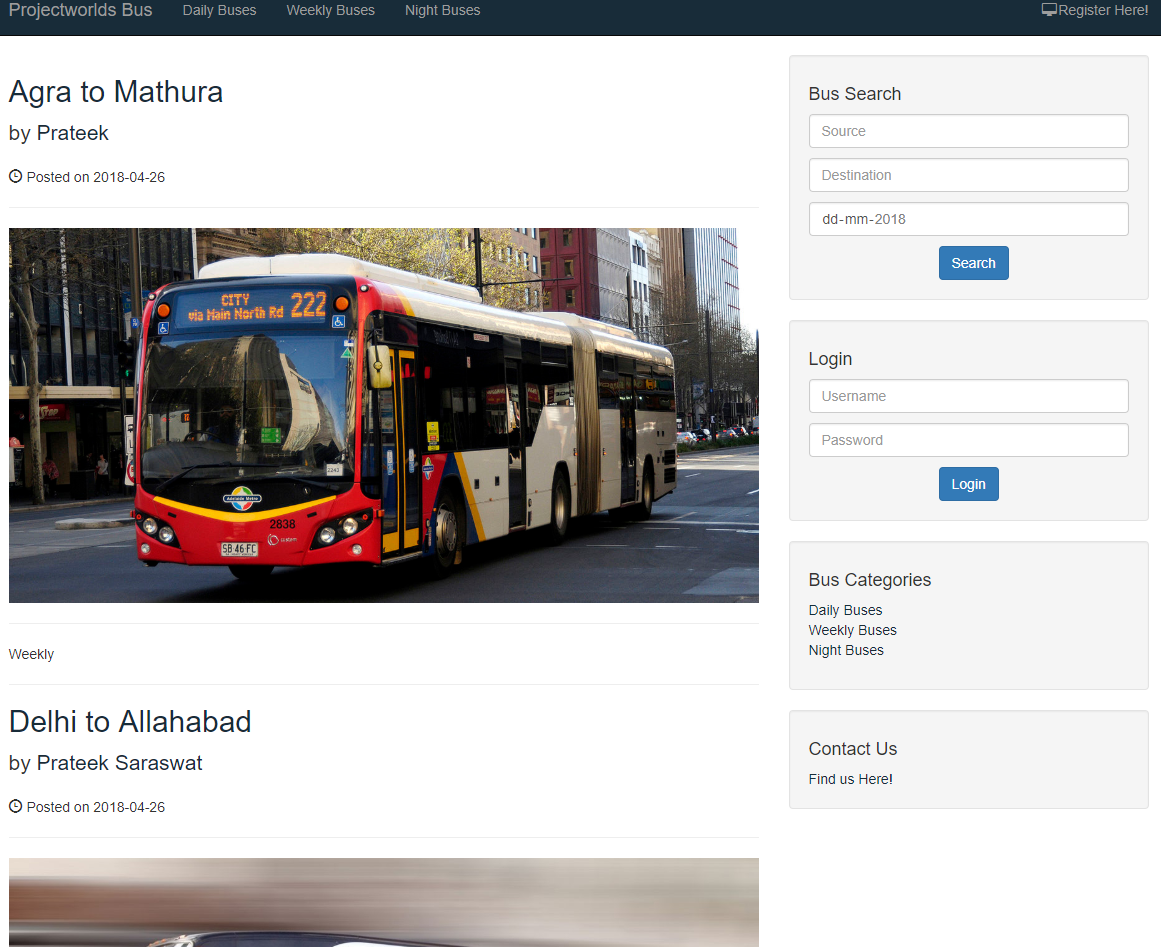 Projectworlds Bus
Daily Buses
Weekly Buses
Night Buses
Register Here!
Agra to Mathura
by Prateek
Posted on 2018-04-26
CITY
via Main North Rd 222
2243
Adelaide Metro
2838
SB 46 FC
Weekly
Delhi to Allahabad
by Prateek Saraswat
Posted on 2018-04-26
Bus Search
Source
Destination
dd-mm-2018
Search
Login
Username
Password
Login
Bus Categories
Daily Buses
Weekly Buses
Night Buses
Contact Us
Find us Here!